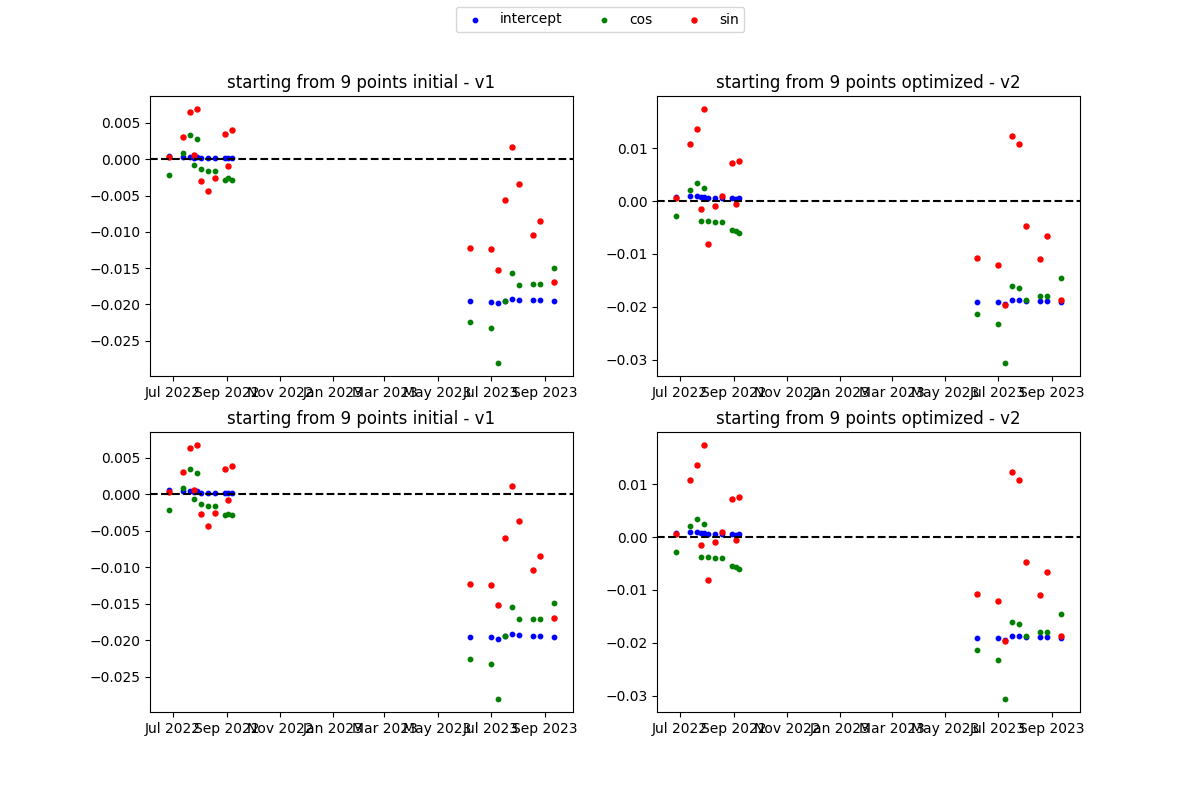 intercept cos sin
starting from 9 points initial - v1
starting from 9 points optimized - v2
0.005
0.000
−0.005
−0.010
−0.015
−0.020
−0.025
0.01
0.00
−0.01
−0.02
−0.03
Jul 2022 Sep 2022 Nov 2022 Jan 2023 Mar 2023 May 2023 Jul 2023 Sep 2023
Jul 2022 Sep 2022 Nov 2022 Jan 2023 Mar 2023 May 2023 Jul 2023 Sep 2023
starting from 9 points initial - v1
starting from 9 points optimized - v2
0.005
0.000
−0.005
−0.010
−0.015
−0.020
−0.025
0.01
0.00
−0.01
−0.02
−0.03
Jul 2022 Sep 2022 Nov 2022 Jan 2023 Mar 2023 May 2023 Jul 2023 Sep 2023
Jul 2022 Sep 2022 Nov 2022 Jan 2023 Mar 2023 May 2023 Jul 2023 Sep 2023